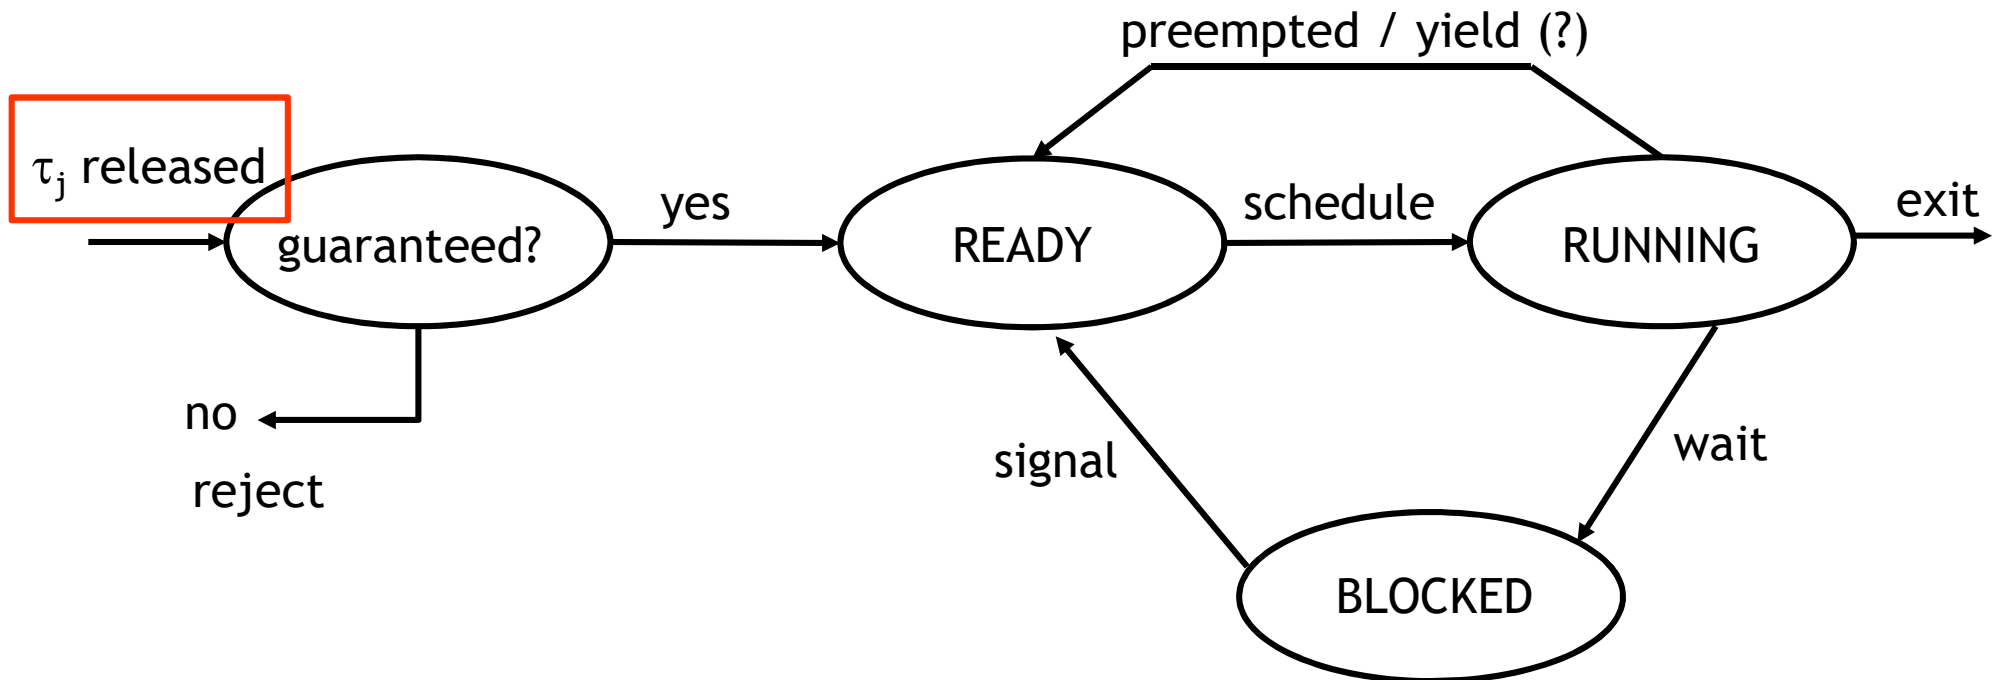 preempted / yield (?)
τj released
guaranteed?
yes
READY
schedule
RUNNING
exit
no
reject
signal
wait
BLOCKED